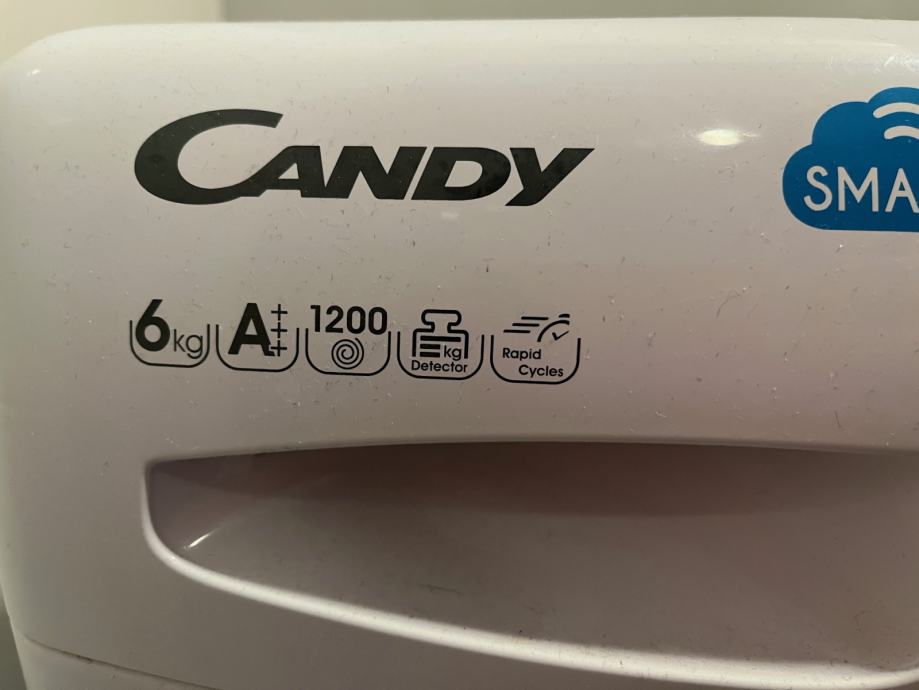 CANDY
SMA
6kg A+++ 1200 kg Detector Rapid Cycles